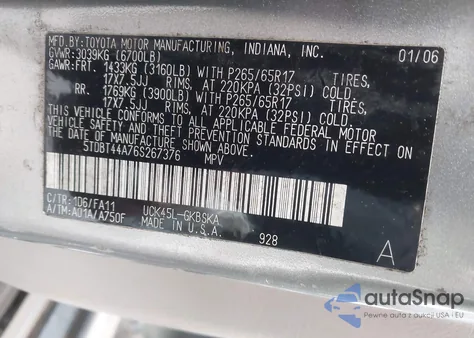 MFD.BY:TOYOTA MOTOR MANUFACTURING, INDIANA, INC. 01/06
GVWR:3039KG (6700LB)
GAWR:FRT. 1433KG (3160LB) WITH P265/65R17 TIRES,
17X7.5JJ RIMS, AT 220KPA (32PSI) COLD.
RR. 1769KG (3900LB) WITH P265/65R17 TIRES,
17X7.5JJ RIMS, AT 220KPA (32PSI) COLD.
THIS VEHICLE CONFORMS TO ALL APPLICABLE FEDERAL MOTOR
VEHICLE SAFETY AND THEFT PREVENTION STANDARDS IN EFFECT
ON THE DATE OF MANUFACTURE SHOWN ABOVE.
5TDBT44A76S267376 MPV
C/TR:1D6/FA11 UCK45L-GKBSKA
A/TM:A01A/A750F MADE IN U.S.A. 928
A
autoSnap
Pewne auto z USA i EU